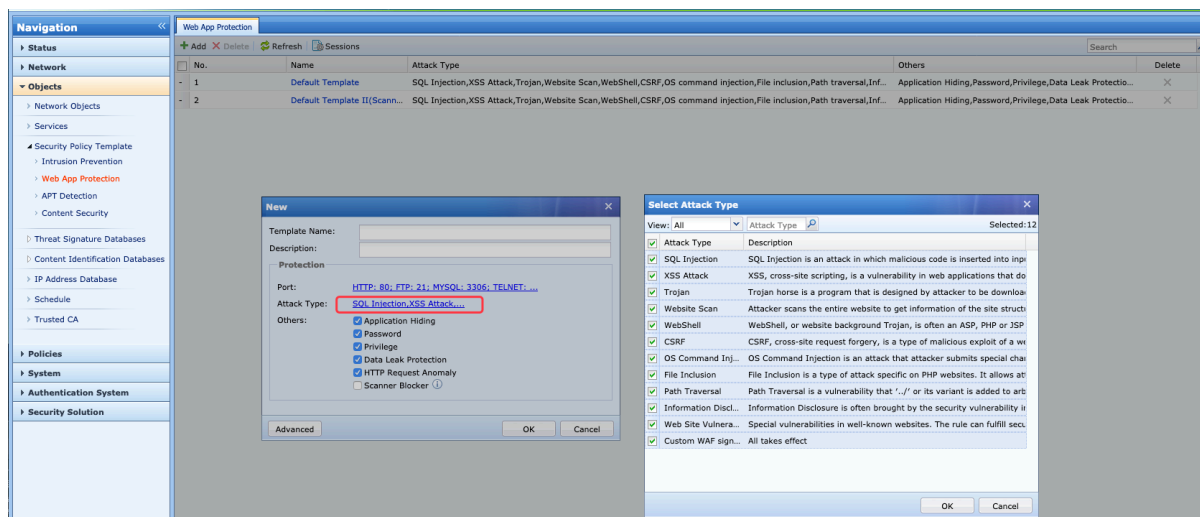 Navigation
Status
Network
Objects
Network Objects
Services
Security Policy Template
Intrusion Prevention
Web App Protection
APT Detection
Content Security
Threat Signature Databases
Content Identification Databases
IP Address Database
Schedule
Trusted CA
Policies
System
Authentication System
Security Solution
Web App Protection
Add Delete Refresh Sessions Search
No. Name Attack Type Others Delete
- 1 Default Template SQL Injection,XSS Attack,Trojan,Website Scan,WebShell,CSRF,OS command injection,File inclusion,Path traversal,Inf... Application Hiding,Password,Privilege,Data Leak Protectio...
- 2 Default Template II(Scann... SQL Injection,XSS Attack,Trojan,Website Scan,WebShell,CSRF,OS command injection,File inclusion,Path traversal,Inf... Application Hiding,Password,Privilege,Data Leak Protectio...
New
Template Name:
Description:
Protection
Port: HTTP: 80; FTP: 21; MYSQL: 3306; TELNET: ...
Attack Type: SQL Injection,XSS Attack,...
Others: Application Hiding
Password
Privilege
Data Leak Protection
HTTP Request Anomaly
Scanner Blocker
Advanced OK Cancel
Select Attack Type
View: All Attack Type Selected:12
Attack Type Description
SQL Injection SQL Injection is an attack in which malicious code is inserted into inpu
XSS Attack XSS, cross-site scripting, is a vulnerability in web applications that do
Trojan Trojan horse is a program that is designed by attacker to be downloa
Website Scan Attacker scans the entire website to get information of the site struct
WebShell WebShell, or website background Trojan, is often an ASP, PHP or JSP
CSRF CSRF, cross-site request forgery, is a type of malicious exploit of a we
OS Command Inj... OS Command Injection is an attack that attacker submits special cha
File Inclusion File Inclusion is a type of attack specific on PHP websites. It allows at
Path Traversal Path Traversal is a vulnerability that '../' or its variant is added to arb
Information Discl... Information Disclosure is often brought by the security vulnerability i
Web Site Vulnera... Special vulnerabilities in well-known websites. The rule can fulfill secu
Custom WAF sign... All takes effect
OK Cancel